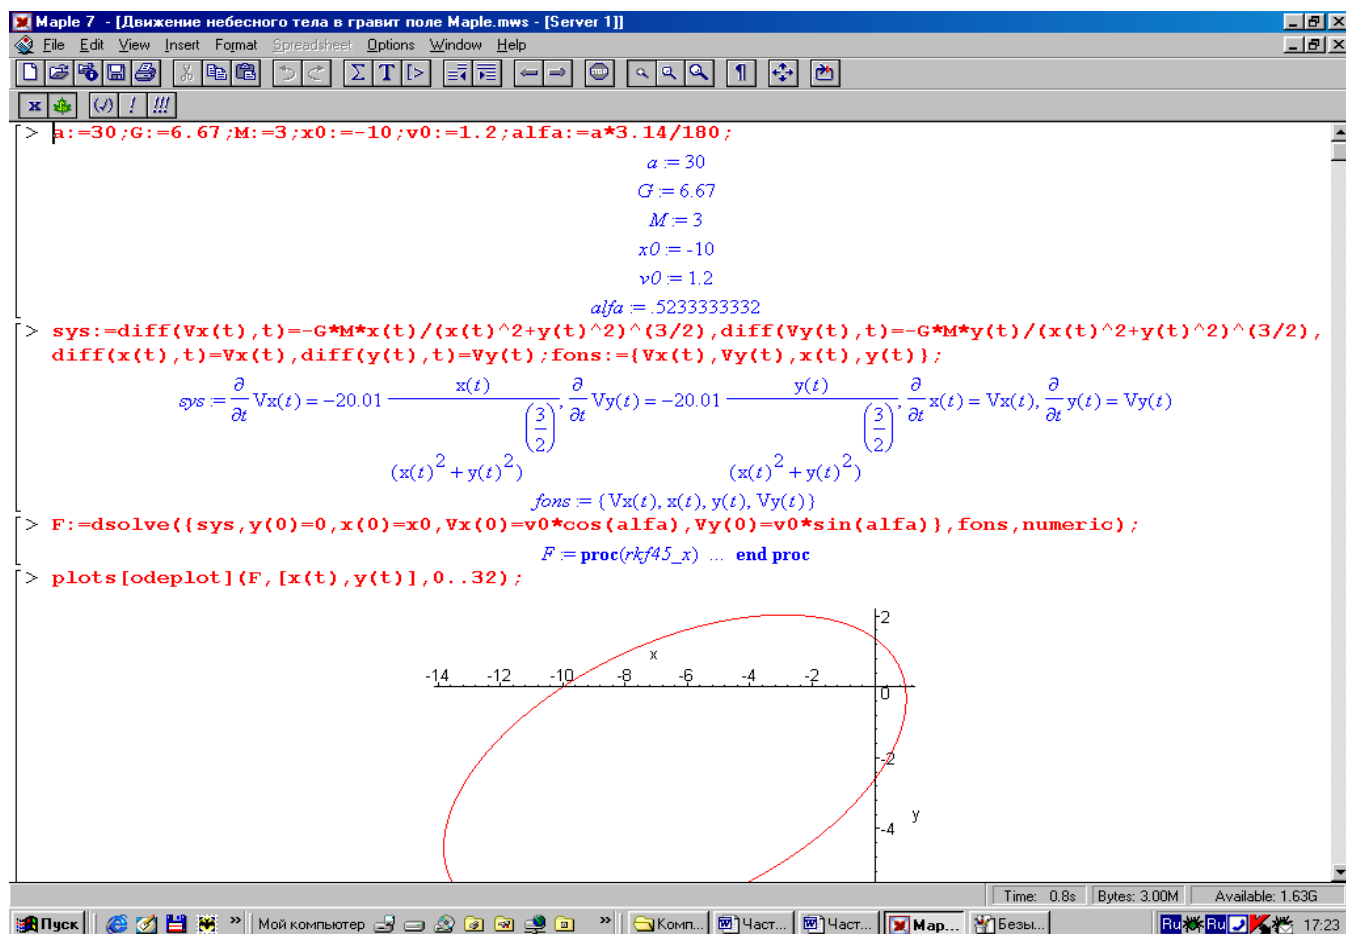 Maple 7 - [Движение небесного тела в гравит поле Maple.mws - [Server 1]]
File Edit View Insert Format Spreadsheet Options Window Help
> a:=30;G:=6.67;M:=3;x0:=-10;v0:=1.2;alfa:=a*3.14/180;
a := 30
G := 6.67
M := 3
x0 := -10
v0 := 1.2
alfa := .5233333332
> sys:=diff(Vx(t),t)=-G*M*x(t)/(x(t)^2+y(t)^2)^(3/2),diff(Vy(t),t)=-G*M*y(t)/(x(t)^2+y(t)^2)^(3/2),
diff(x(t),t)=Vx(t),diff(y(t),t)=Vy(t);fons:={Vx(t),Vy(t),x(t),y(t)};
sys := ∂/∂t Vx(t) = -20.01 x(t)/(x(t)^2 + y(t)^2)^(3/2), ∂/∂t Vy(t) = -20.01 y(t)/(x(t)^2 + y(t)^2)^(3/2), ∂/∂t x(t) = Vx(t), ∂/∂t y(t) = Vy(t)
fons := {Vx(t), x(t), y(t), Vy(t)}
> F:=dsolve({sys,y(0)=0,x(0)=x0,Vx(0)=v0*cos(alfa),Vy(0)=v0*sin(alfa)},fons,numeric);
F := proc(rkf45_x) ... end proc
> plots[odeplot](F,[x(t),y(t)],0..32);
2
x
-14 -12 -10 -8 -6 -4 -2
0
-2
y
-4
Time: 0.8s Bytes: 3.00M Available: 1.63G
Пуск » Мой компьютер » Комп... Част... Част... Map... Безы... Ru Ru 17:23